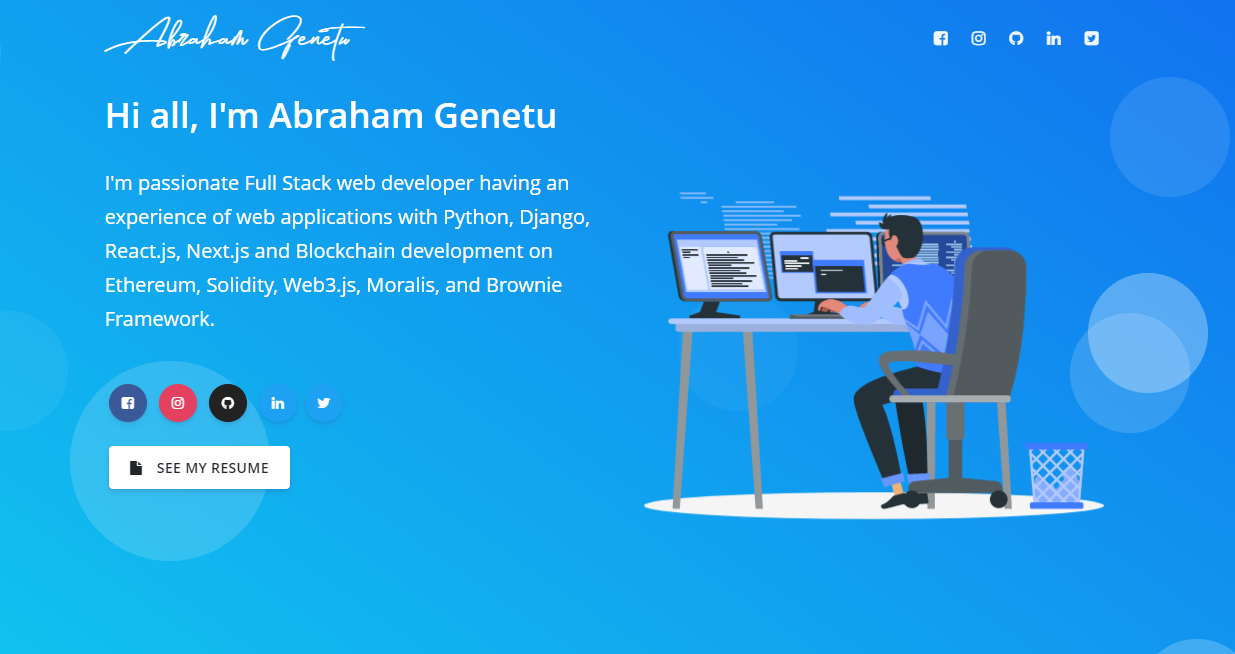 Abraham Genetu
Hi all, I'm Abraham Genetu
I'm passionate Full Stack web developer having an
experience of web applications with Python, Django,
React.js, Next.js and Blockchain development on
Ethereum, Solidity, Web3.js, Moralis, and Brownie
Framework.
SEE MY RESUME